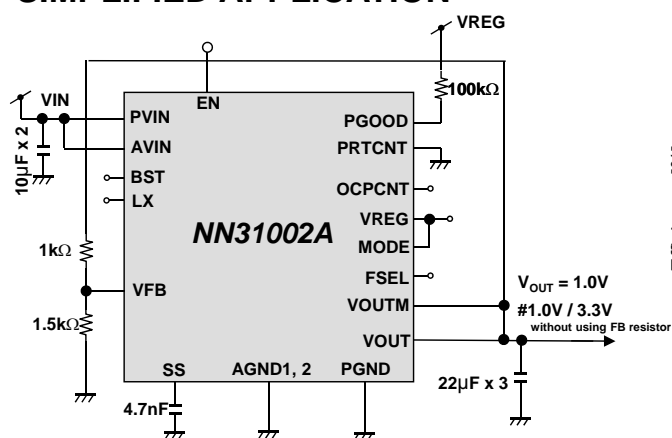 VREG
VIN
EN
100kΩ
PVIN
PGOOD
AVIN
PRTCNT
10μF x 2
BST
OCPCNT
LX
VREG
NN31002A
MODE
1kΩ
FSEL
VFB
VOUT = 1.0V
VOUTM
#1.0V / 3.3V
without using FB resistor
1.5kΩ
VOUT
SS
AGND1, 2
PGND
22μF x 3
4.7nF